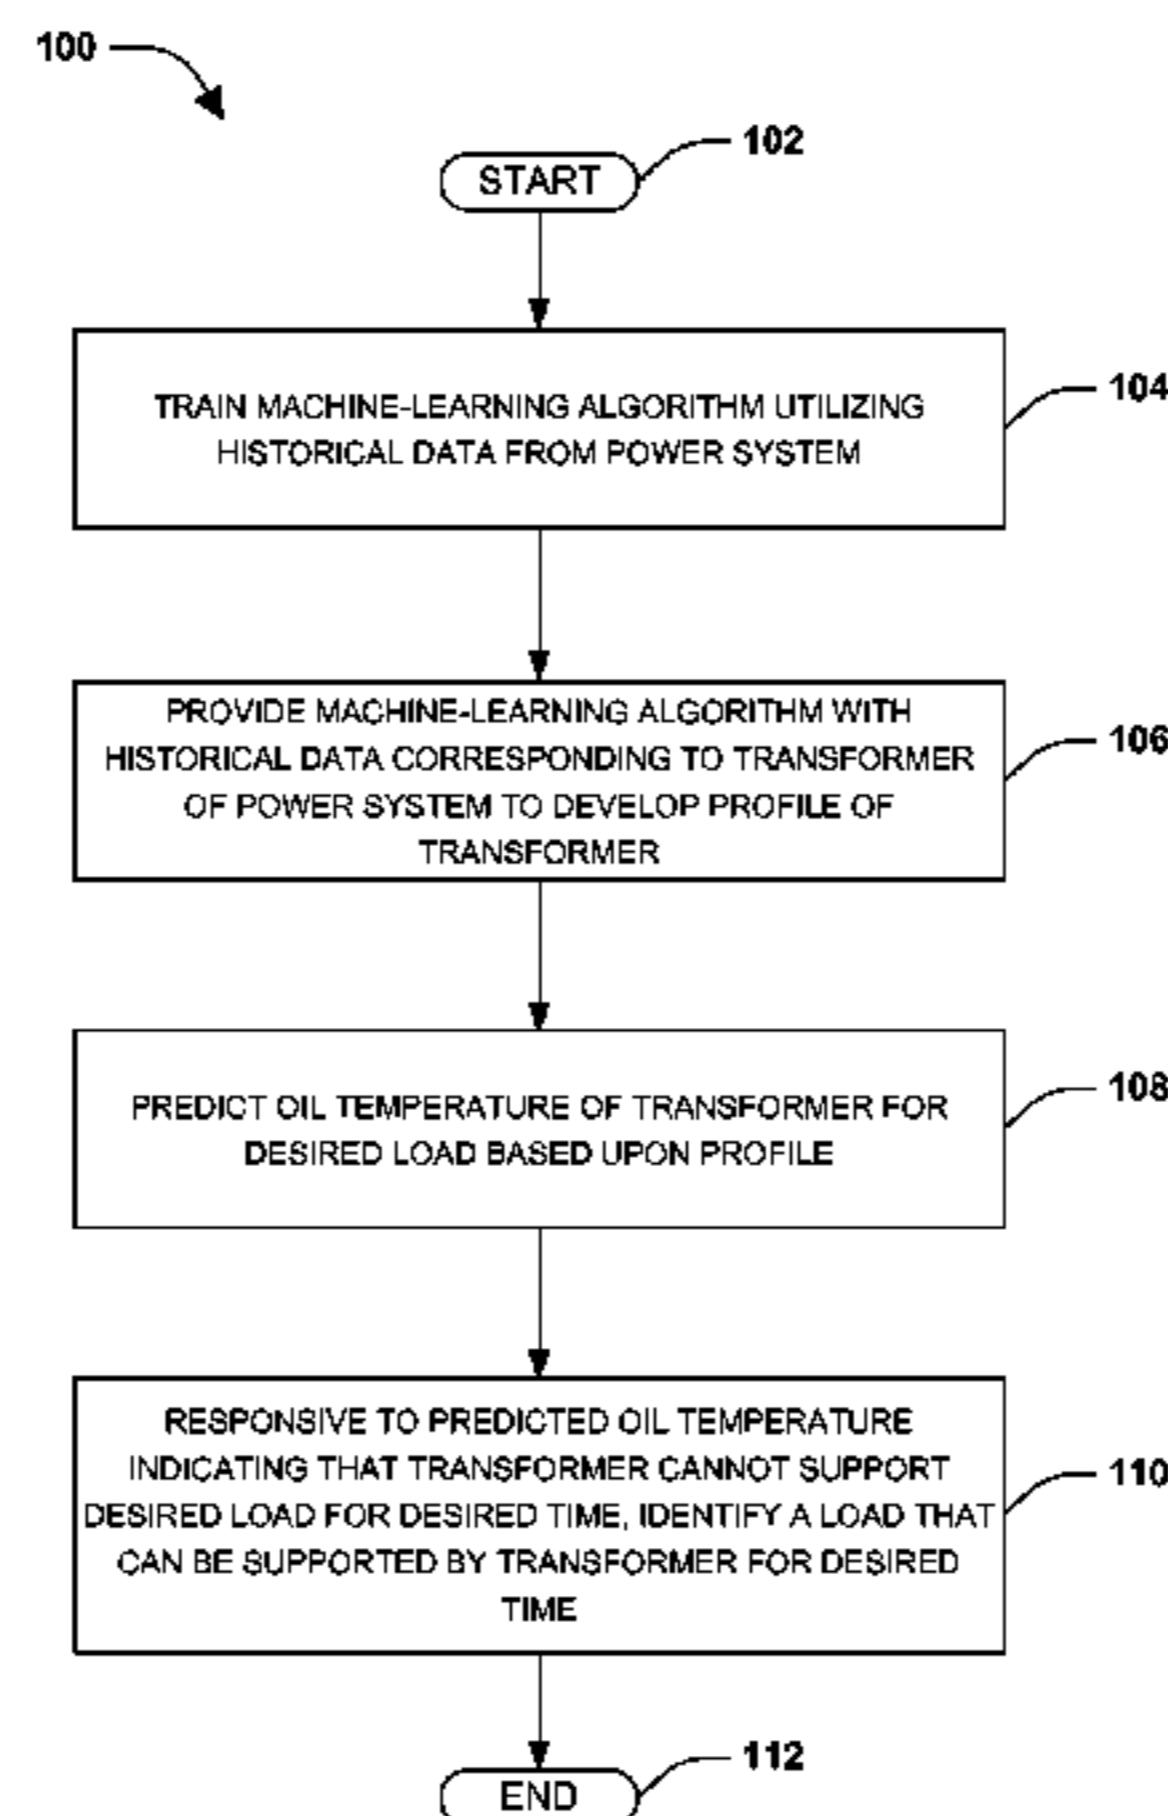 100
102
START
104
TRAIN MACHINE-LEARNING ALGORITHM UTILIZING
HISTORICAL DATA FROM POWER SYSTEM
106
PROVIDE MACHINE-LEARNING ALGORITHM WITH
HISTORICAL DATA CORRESPONDING TO TRANSFORMER
OF POWER SYSTEM TO DEVELOP PROFILE OF
TRANSFORMER
108
PREDICT OIL TEMPERATURE OF TRANSFORMER FOR
DESIRED LOAD BASED UPON PROFILE
110
RESPONSIVE TO PREDICTED OIL TEMPERATURE
INDICATING THAT TRANSFORMER CANNOT SUPPORT
DESIRED LOAD FOR DESIRED TIME, IDENTIFY A LOAD THAT
CAN BE SUPPORTED BY TRANSFORMER FOR DESIRED
TIME
112
END